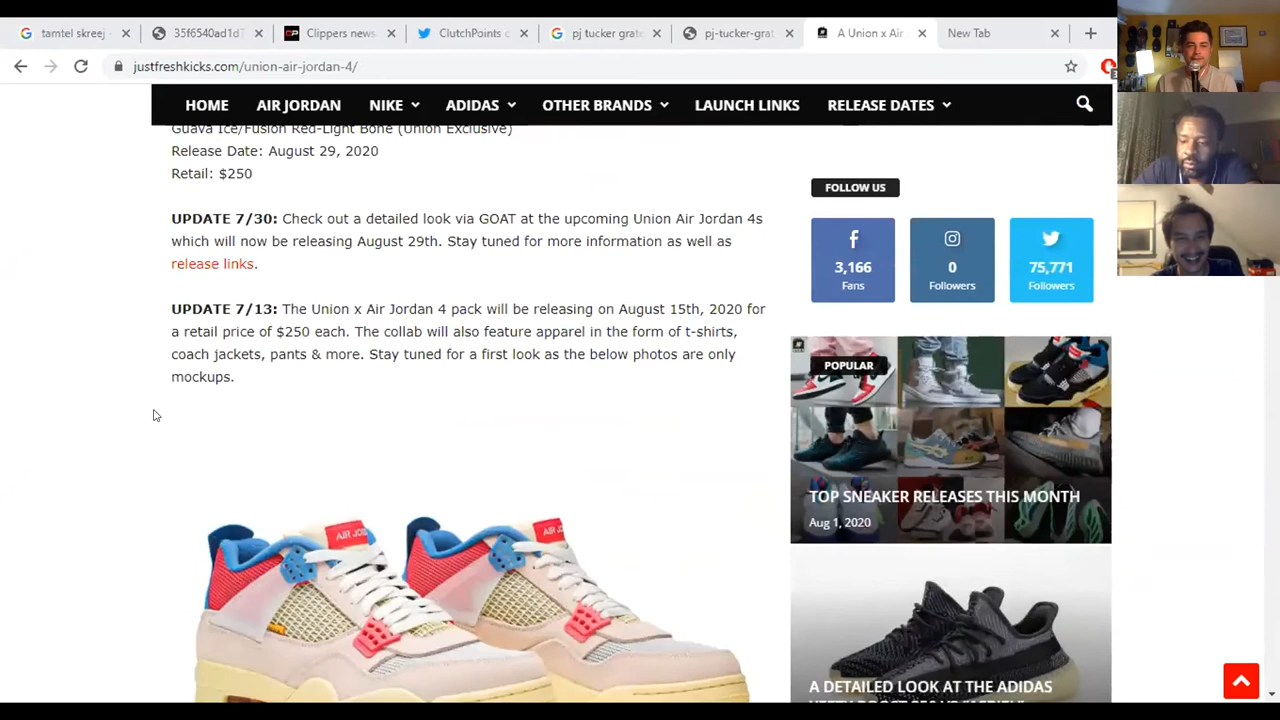 tamtel skreej -
35f6540ad1d7
Clippers news
ClutchPoints c
pj tucker grate
pj-tucker-grat
A Union x Air
New Tab
justfreshkicks.com/union-air-jordan-4/
HOME AIR JORDAN NIKE ADIDAS OTHER BRANDS LAUNCH LINKS RELEASE DATES
Guava Ice/Fusion Red-Light Bone (Union Exclusive)
Release Date: August 29, 2020
Retail: $250
UPDATE 7/30: Check out a detailed look via GOAT at the upcoming Union Air Jordan 4s
which will now be releasing August 29th. Stay tuned for more information as well as
release links.
UPDATE 7/13: The Union x Air Jordan 4 pack will be releasing on August 15th, 2020 for
a retail price of $250 each. The collab will also feature apparel in the form of t-shirts,
coach jackets, pants & more. Stay tuned for a first look as the below photos are only
mockups.
AIR JO
AIR JO
FOLLOW US
3,166
Fans
0
Followers
75,771
Followers
POPULAR
TOP SNEAKER RELEASES THIS MONTH
Aug 1, 2020
A DETAILED LOOK AT THE ADIDAS